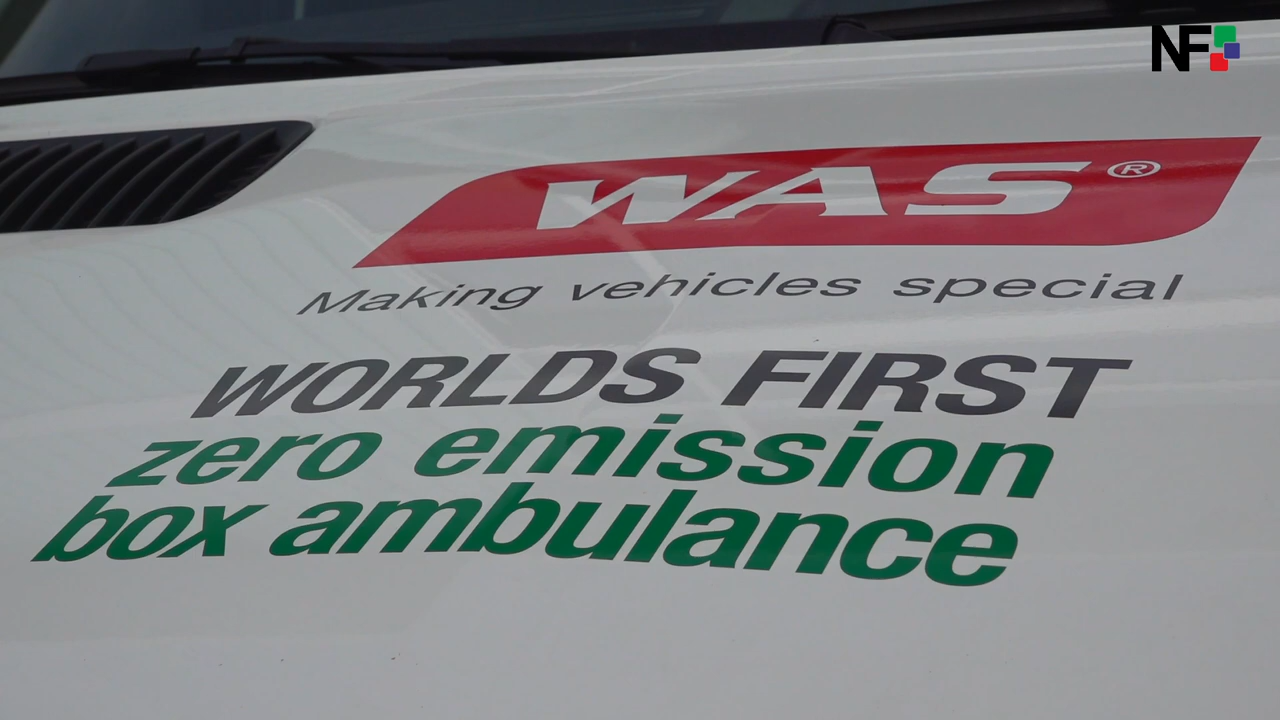 NF
WAS®
Making vehicles special
WORLDS FIRST
zero emission
box ambulance